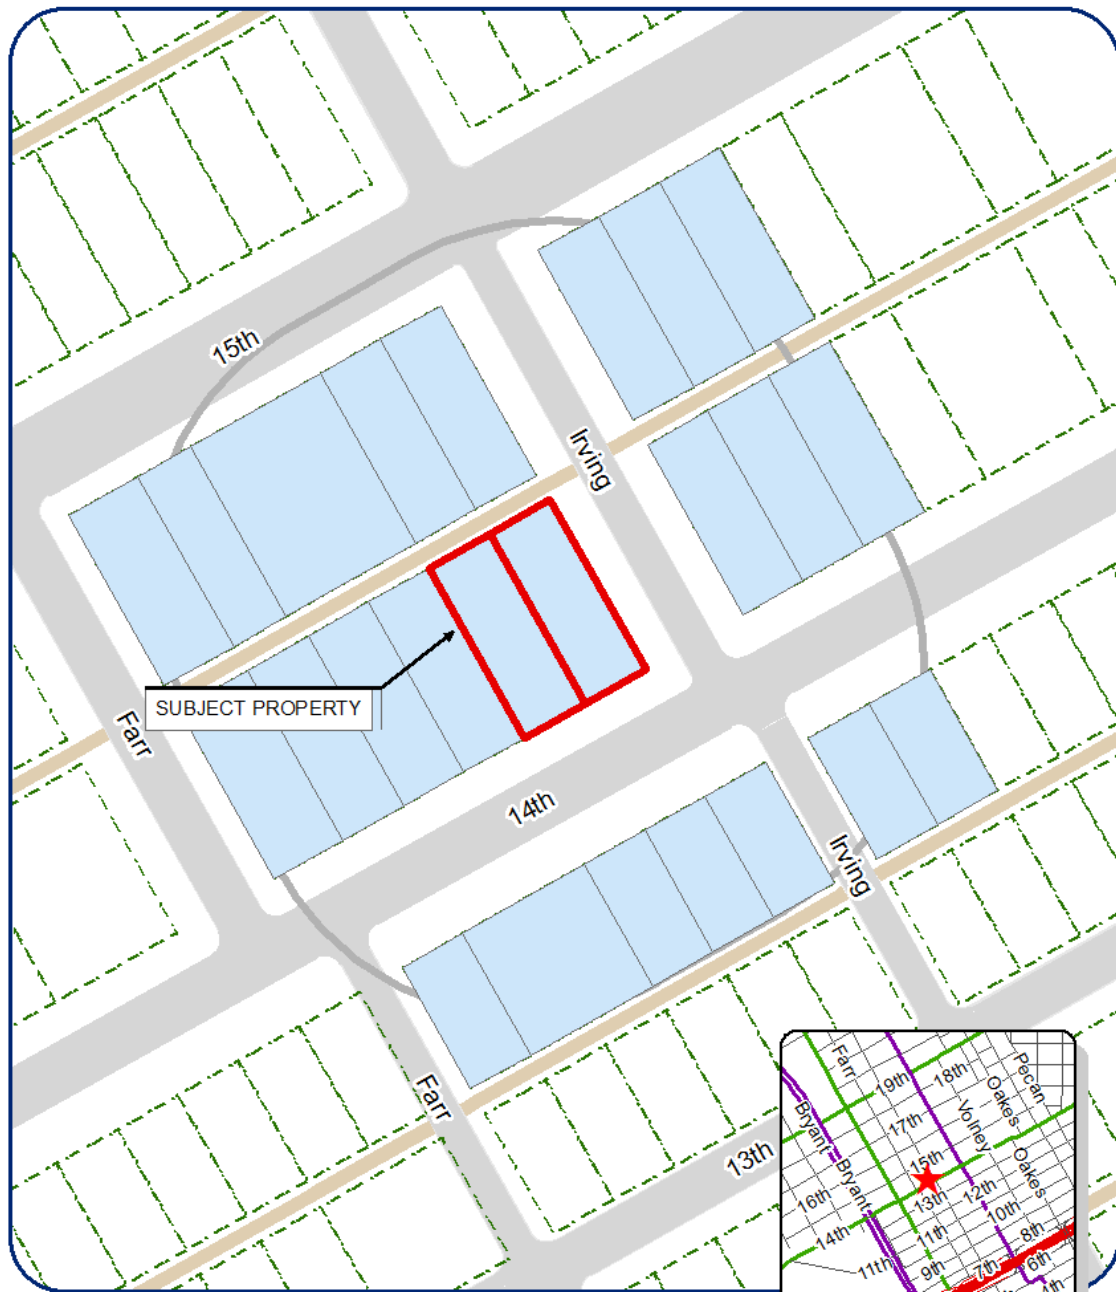 15th
Irving
SUBJECT PROPERTY
Farr
14th
Irving
Farr
13th
Farr
19th
18th
Pecan
Oakes
Volney
17th
Bryant
Bryant
15th
Oakes
16th
13th
12th
10th
14th
11th
11th
9th
8th
7th
6th
4th